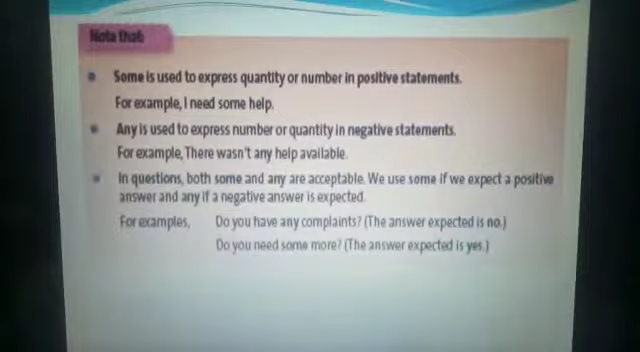 Note that
Some is used to express quantity or number in positive statements.
For example, I need some help.
Any is used to express number or quantity in negative statements.
For example, There wasn't any help available.
In questions, both some and any are acceptable. We use some if we expect a positive
answer and any if a negative answer is expected.
For examples, Do you have any complaints? (The answer expected is no.)
Do you need some more? (The answer expected is yes.)